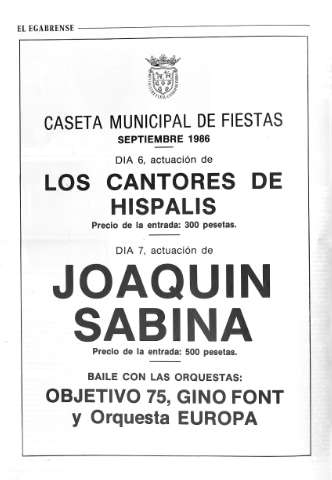 EL EGABRENSE
CASETA MUNICIPAL DE FIESTAS
SEPTIEMBRE 1986
DIA 6, actuación de
LOS CANTORES DE
HISPALIS
Precio de la entrada: 300 pesetas.
DIA 7, actuación de
JOAQUIN
SABINA
Precio de la entrada: 500 pesetas.
BAILE CON LAS ORQUESTAS:
OBJETIVO 75, GINO FONT
y Orquesta EUROPA